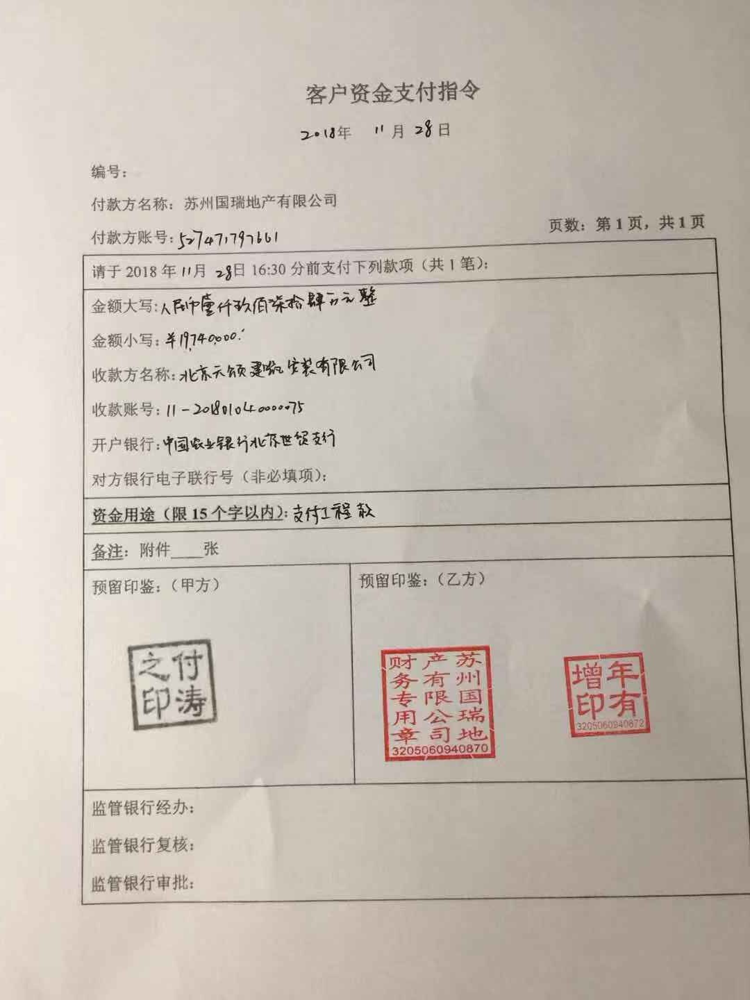 客户资金支付指令
2018年 11月 28日
编号：
付款方名称：苏州国瑞地产有限公司
付款方账号：527471797661
页数：第1页，共1页
请于 2018 年 11月 28日 16:30 分前支付下列款项（共1笔）：
金额大写：人民币壹仟玖佰柒拾肆万元整
金额小写：¥19,740,000.
收款方名称：北京天颂建筑安装有限公司
收款账号：11-201801040000075
开户银行：中国农业银行北京世贸支行
对方银行电子联行号（非必填项）：
资金用途（限15个字以内）：支付工程款
备注：附件____张
预留印鉴：（甲方）
预留印鉴：（乙方）
付涛之印
苏州国瑞地产有限公司财务专用章
3205060940870
年有增印
3205060940872
监管银行经办：
监管银行复核：
监管银行审批：